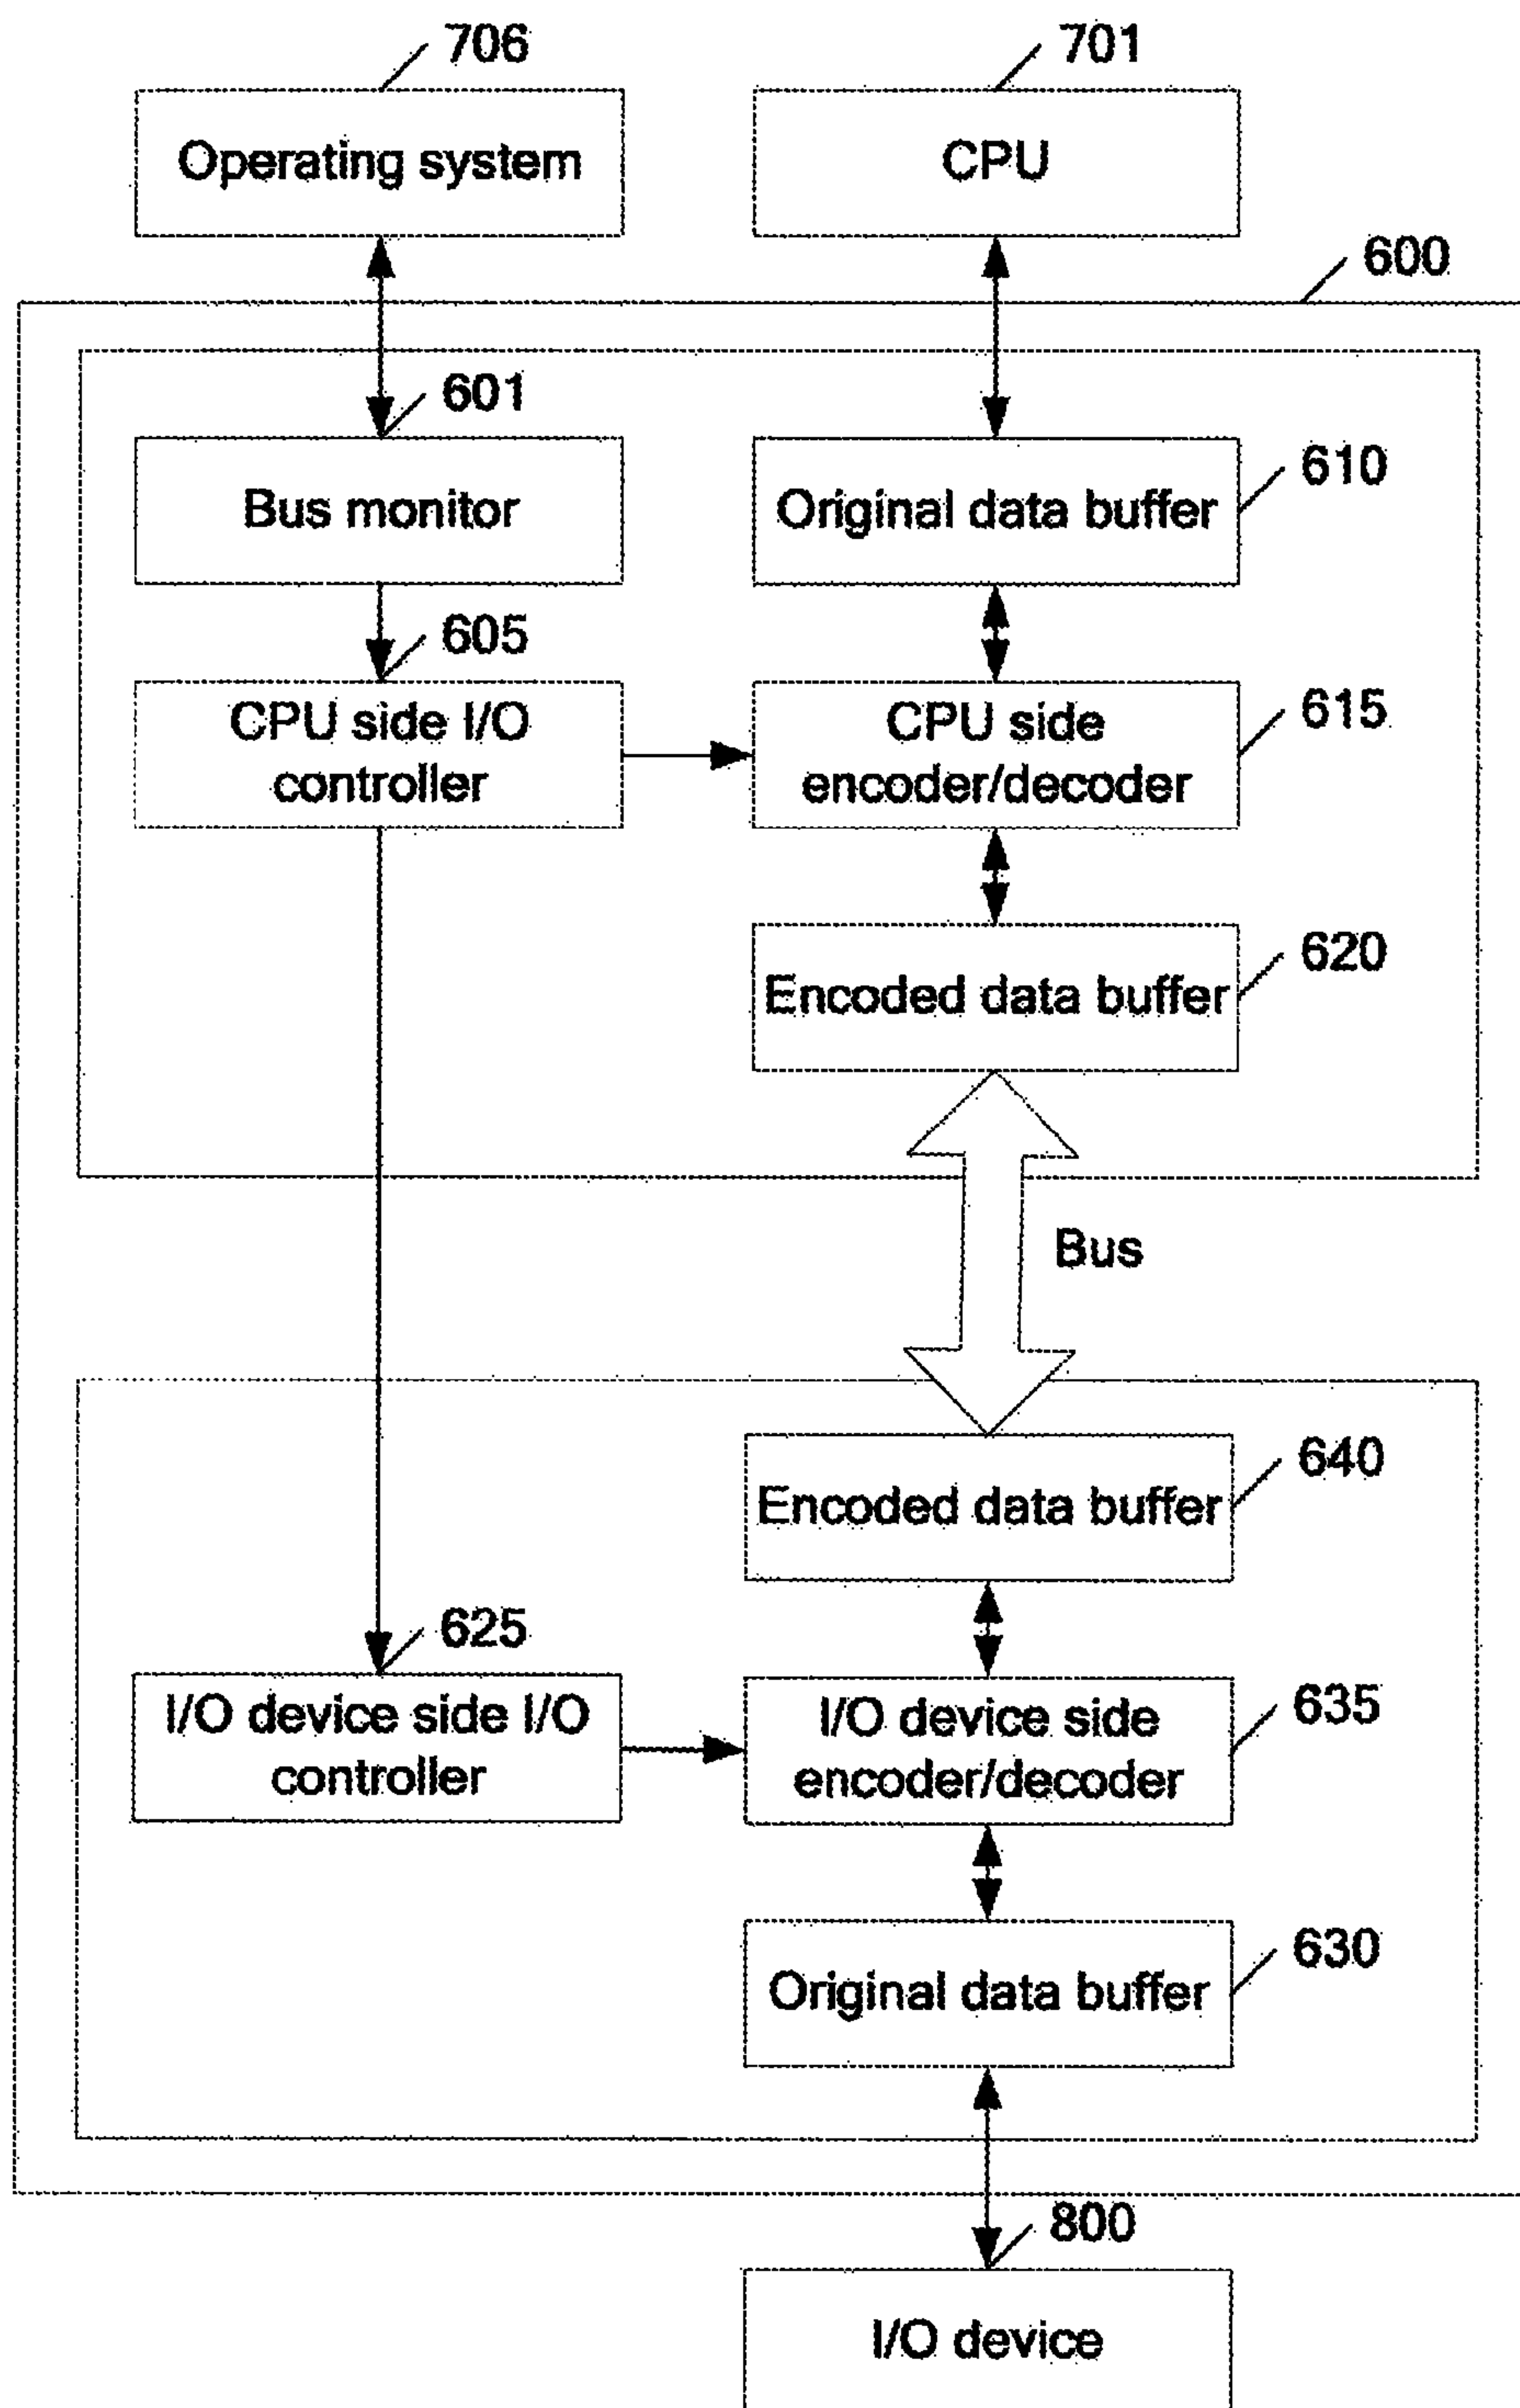 706
701
Operating system
CPU
600
601
Bus monitor
Original data buffer
610
605
CPU side I/O
controller
CPU side
encoder/decoder
615
Encoded data buffer
620
Bus
Encoded data buffer
640
625
I/O device side I/O
controller
I/O device side
encoder/decoder
635
Original data buffer
630
800
I/O device